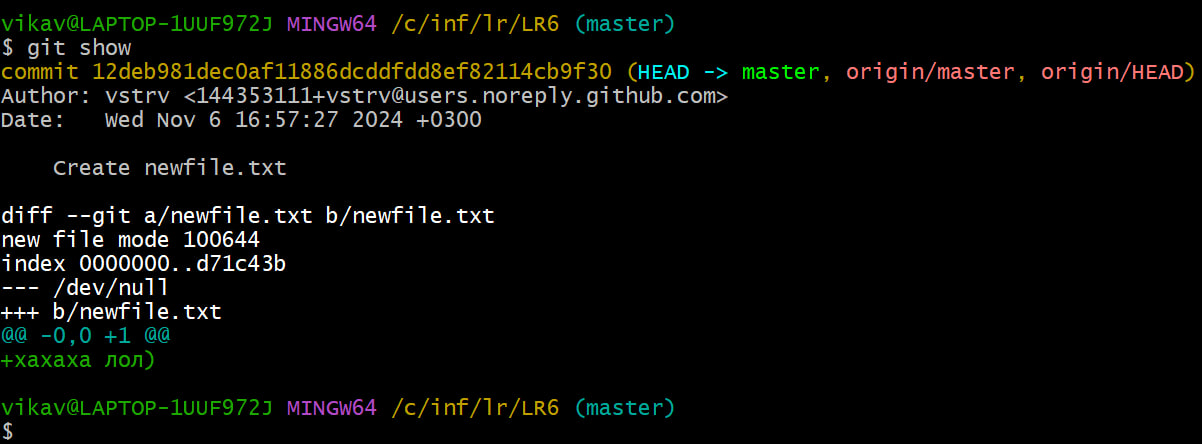 vikav@LAPTOP-1UUF972J MINGW64 /c/inf/lr/LR6 (master)
$ git show
commit 12deb981dec0af11886dcddfdd8ef82114cb9f30 (HEAD -> master, origin/master, origin/HEAD)
Author: vstrv <144353111+vstrv@users.noreply.github.com>
Date:   Wed Nov 6 16:57:27 2024 +0300
    Create newfile.txt
diff --git a/newfile.txt b/newfile.txt
new file mode 100644
index 0000000..d71c43b
--- /dev/null
+++ b/newfile.txt
@@ -0,0 +1 @@
+хахаха лол)
vikav@LAPTOP-1UUF972J MINGW64 /c/inf/lr/LR6 (master)
$